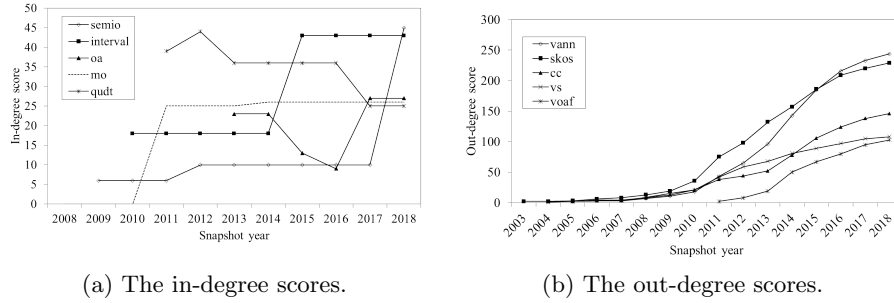 50
45
40
35
30
25
20
15
10
5
0
In-degree score
semio
interval
oa
mo
qudt
2008 2009 2010 2011 2012 2013 2014 2015 2016 2017 2018
Snapshot year
(a) The in-degree scores.
300
250
200
150
100
50
0
Out-degree score
vann
skos
cc
vs
voaf
2003 2004 2005 2006 2007 2008 2009 2010 2011 2012 2013 2014 2015 2016 2017 2018
Snapshot year
(b) The out-degree scores.